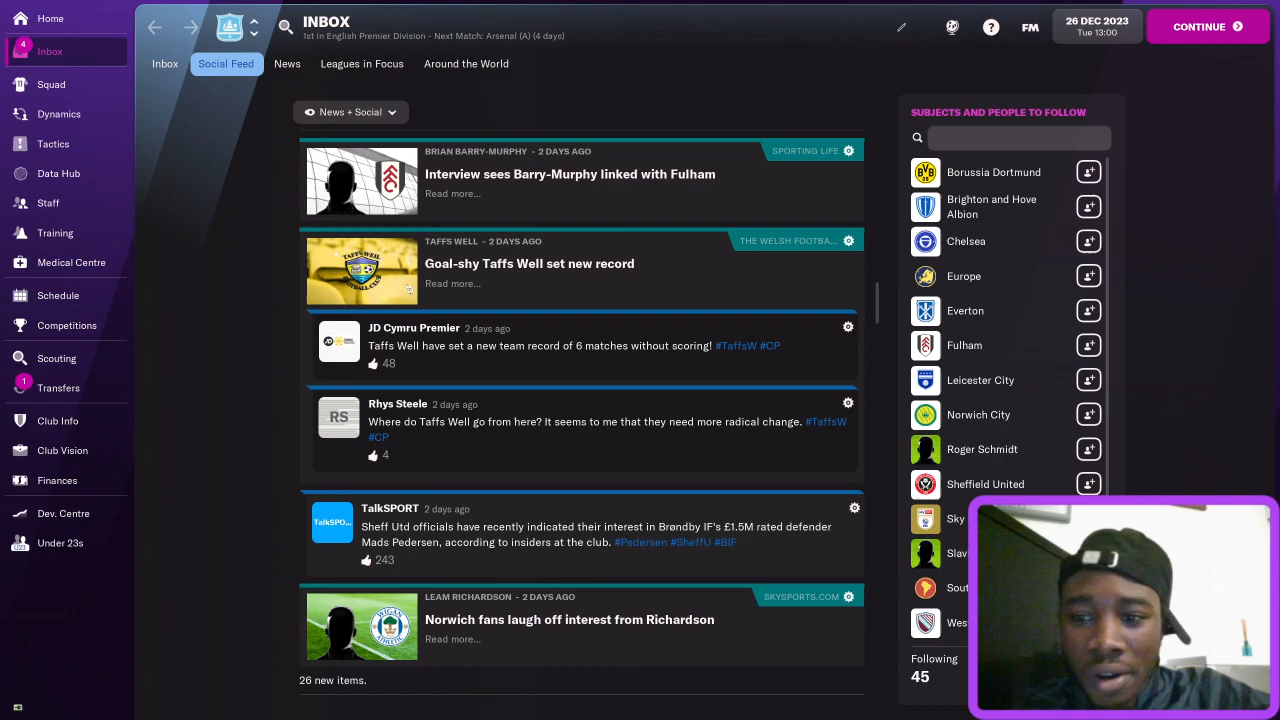 Home
4
Inbox
Squad
Dynamics
Tactics
Data Hub
Staff
Training
Medical Centre
Schedule
Competitions
Scouting
1
Transfers
Club Info
Club Vision
Finances
Dev. Centre
U23
Under 23s
INBOX
1st in English Premier Division - Next Match: Arsenal (A) (4 days)
?
FM
26 DEC 2023
Tue 13:00
CONTINUE
Inbox
Social Feed
News
Leagues in Focus
Around the World
News + Social
BRIAN BARRY-MURPHY - 2 DAYS AGO
SPORTING LIFE
Interview sees Barry-Murphy linked with Fulham
Read more...
TAFFS WELL - 2 DAYS AGO
THE WELSH FOOTBA...
Goal-shy Taffs Well set new record
Read more...
JD Cymru Premier 2 days ago
Taffs Well have set a new team record of 6 matches without scoring! #TaffsW #CP
48
RS
Rhys Steele 2 days ago
Where do Taffs Well go from here? It seems to me that they need more radical change. #TaffsW
#CP
4
TalkSPO...
TalkSPORT 2 days ago
Sheff Utd officials have recently indicated their interest in Brøndby IF's £1.5M rated defender
Mads Pedersen, according to insiders at the club. #Pedersen #SheffU #BIF
243
LEAM RICHARDSON - 2 DAYS AGO
SKYSPORTS.COM
Norwich fans laugh off interest from Richardson
Read more...
26 new items.
SUBJECTS AND PEOPLE TO FOLLOW
Borussia Dortmund
Brighton and Hove
Albion
Chelsea
Europe
Everton
Fulham
Leicester City
Norwich City
Roger Schmidt
Sheffield United
Sky
Slav
Sout
Wes
Following
45